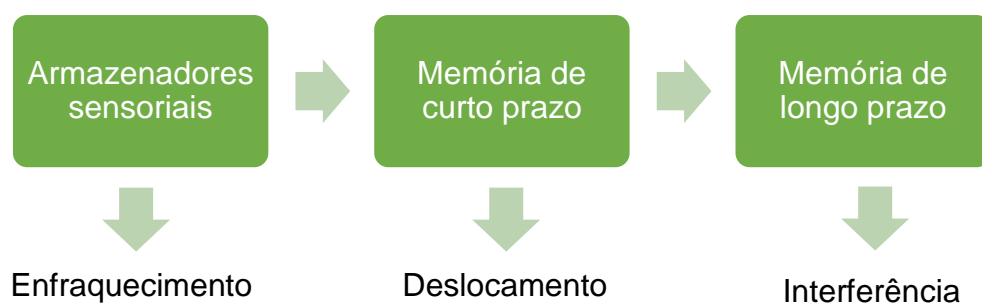 Armazenadores
sensoriais
Memória de
curto prazo
Memória de
longo prazo
Enfraquecimento
Deslocamento
Interferência